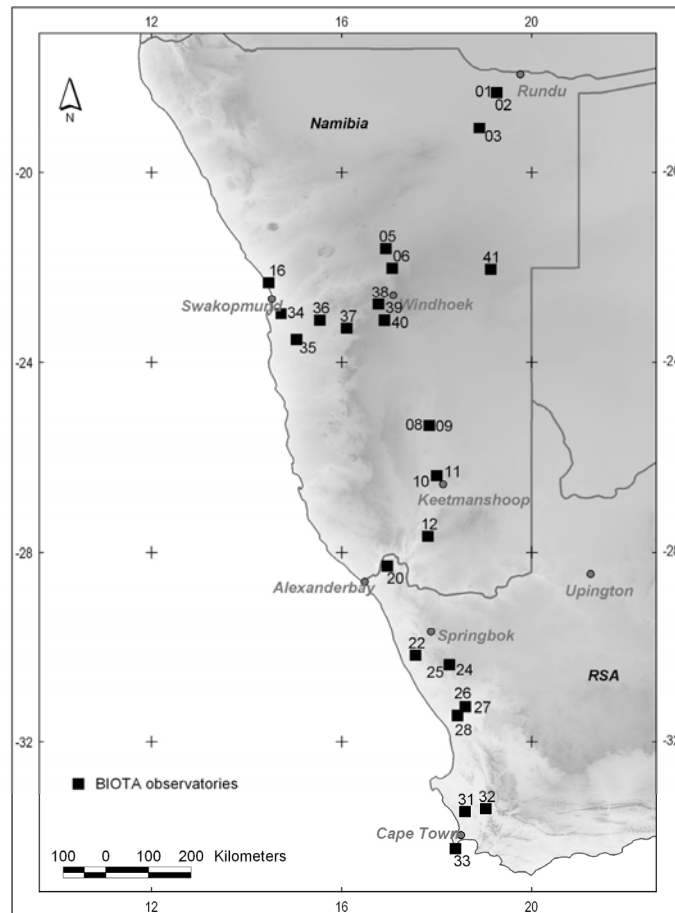 12 16 20
N
Namibia
01
02
Rundu
03
-20 -20
05
06
41
16
38
Swakopmund
34
36
37
39
Windhoek
40
35
-24 -24
08 09
10 11
Keetmanshoop
12
-28 -28
20
Alexanderbay
Upington
Springbok
22
25 24
RSA
26
27
28
-32 -32
BIOTA observatories
31 32
Cape Town
33
100 0 100 200 Kilometers
12 16 20